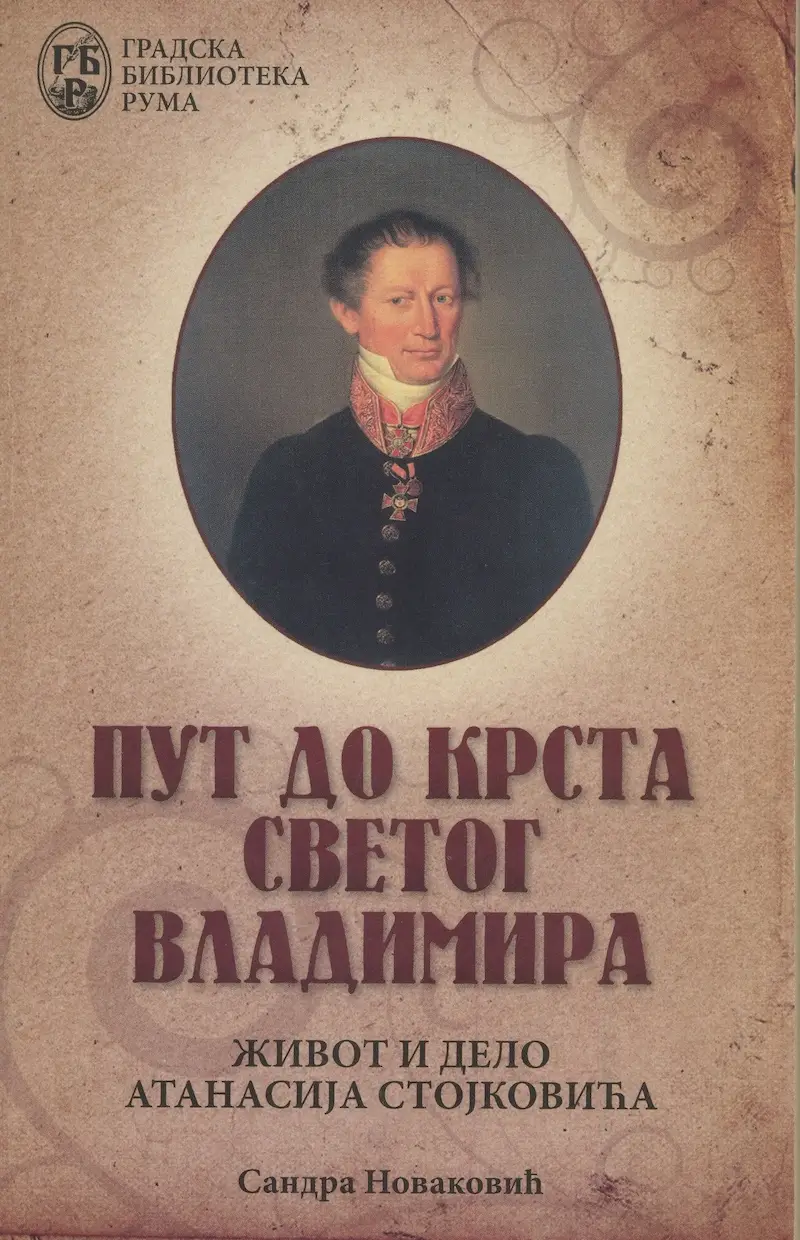 ГБР
ГРАДСКА
БИБЛИОТЕКА
РУМА
ПУТ ДО КРСТА
СВЕТОГ
ВЛАДИМИРА
ЖИВОТ И ДЕЛО
АТАНАСИЈА СТОЈКОВИЋА
Сандра Новаковић